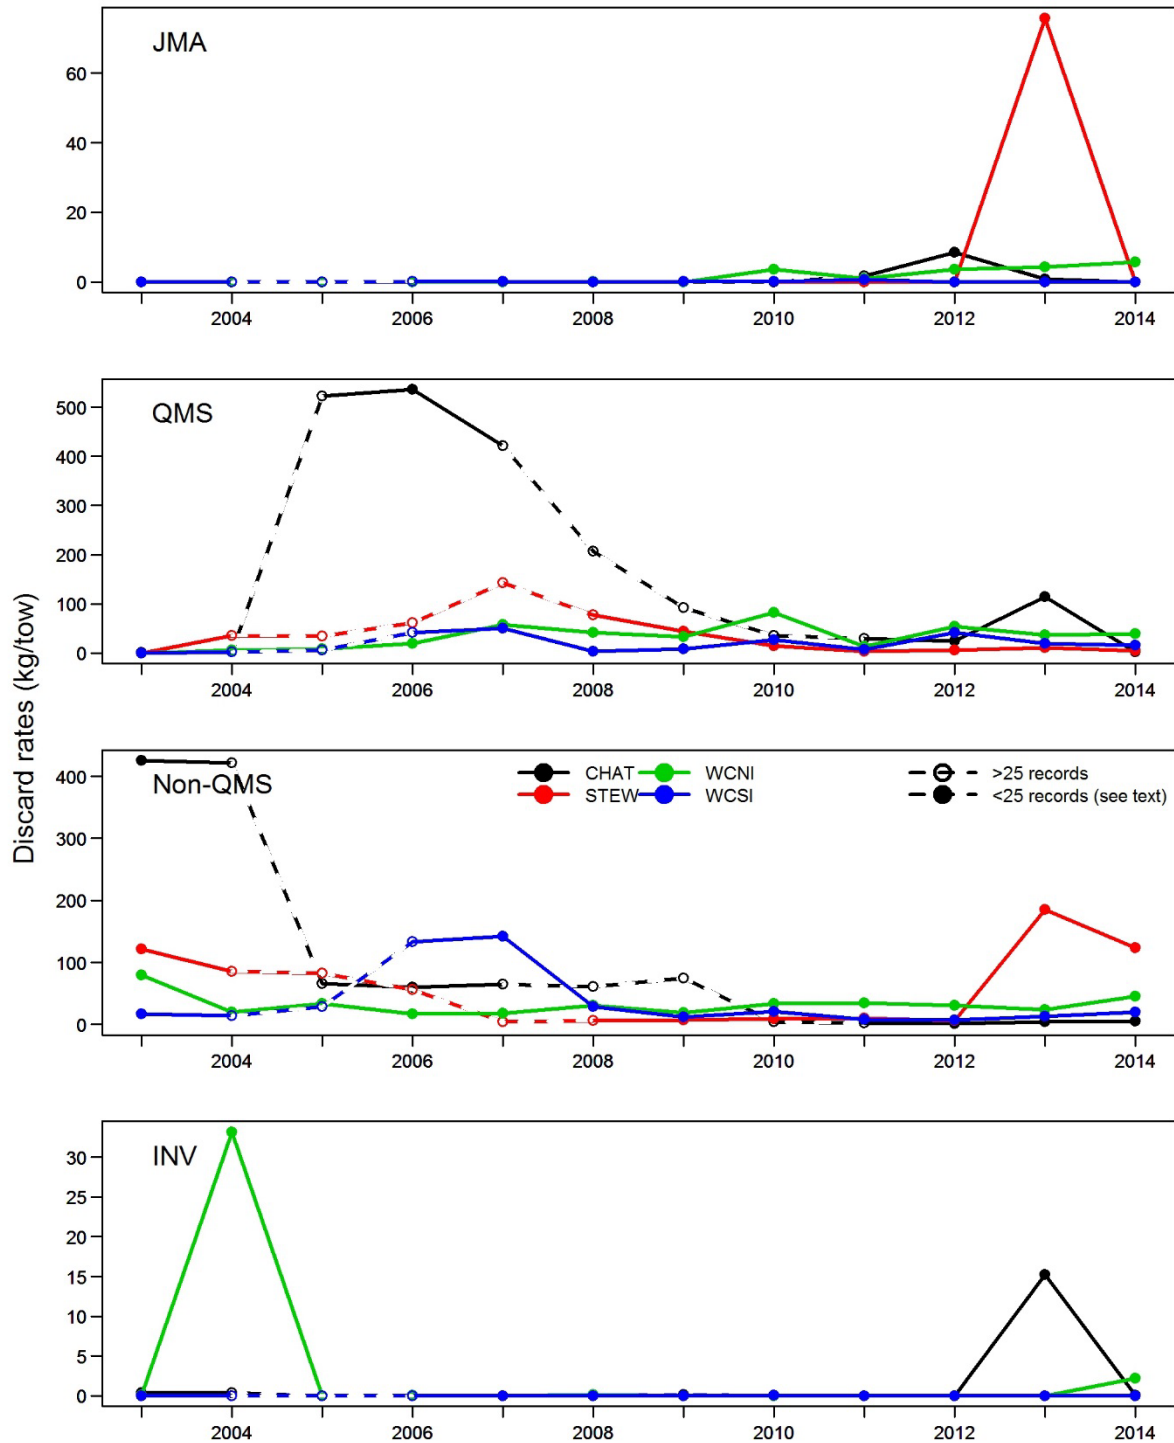 Discard rates (kg/tow)
JMA
60
40
20
0
2004 2006 2008 2010 2012 2014
QMS
500
400
300
200
100
0
2004 2006 2008 2010 2012 2014
Non-QMS
CHAT WCNI >25 records
STEW WCSI <25 records (see text)
400
300
200
100
0
2004 2006 2008 2010 2012 2014
INV
30
25
20
15
10
5
0
2004 2006 2008 2010 2012 2014